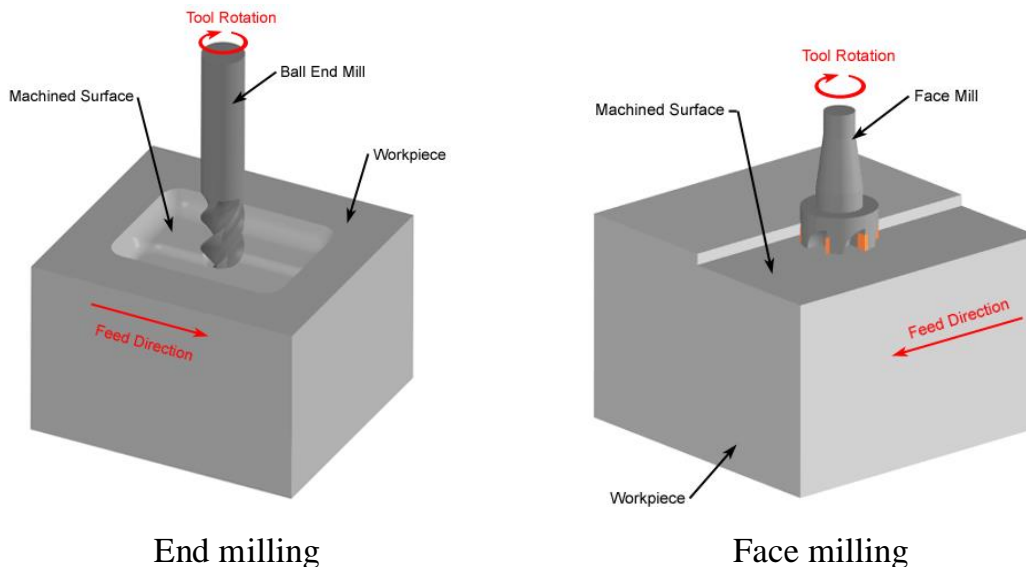 Tool Rotation
Ball End Mill
Machined Surface
Workpiece
Feed Direction
End milling
Tool Rotation
Face Mill
Machined Surface
Feed Direction
Workpiece
Face milling